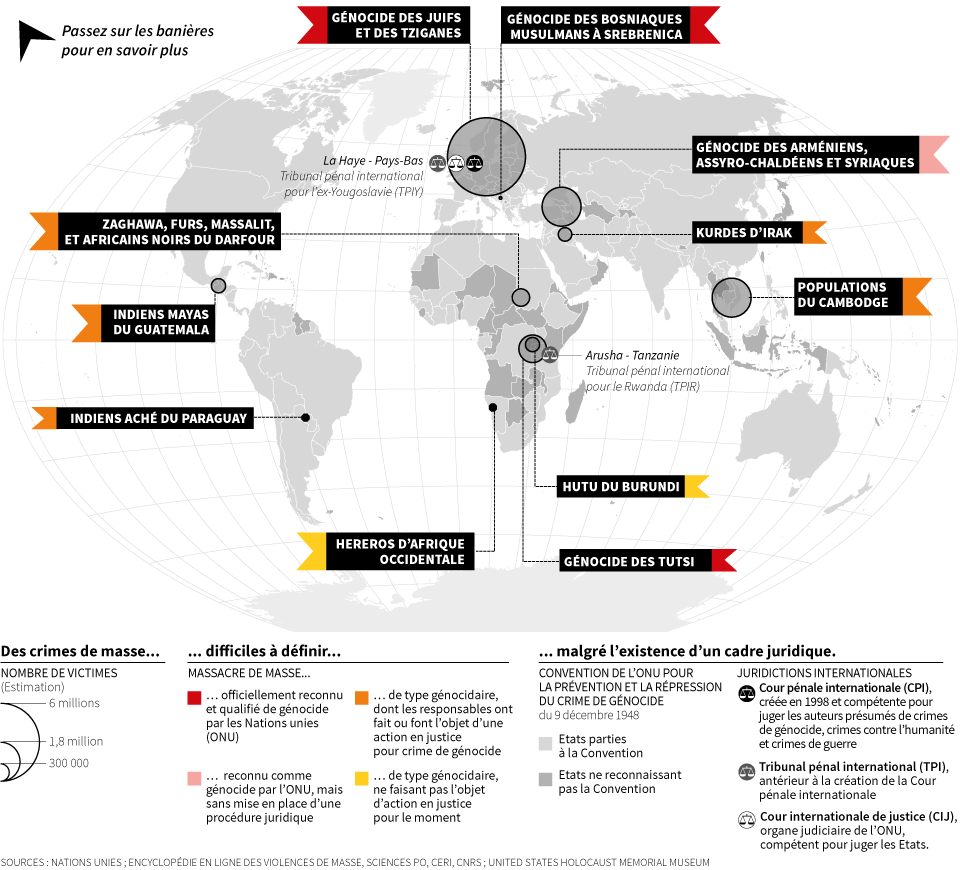 Passez sur les banières
pour en savoir plus
GÉNOCIDE DES JUIFS
ET DES TZIGANES
GÉNOCIDE DES BOSNIAQUES
MUSULMANS À SREBRENICA
La Haye - Pays-Bas
Tribunal pénal international
pour l'ex-Yougoslavie (TPIY)
GÉNOCIDE DES ARMÉNIENS,
ASSYRO-CHALDÉENS ET SYRIAQUES
ZAGHAWA, FURS, MASSALIT,
ET AFRICAINS NOIRS DU DARFOUR
KURDES D'IRAK
POPULATIONS
DU CAMBODGE
INDIENS MAYAS
DU GUATEMALA
Arusha - Tanzanie
Tribunal pénal international
pour le Rwanda (TPIR)
INDIENS ACHÉ DU PARAGUAY
HUTU DU BURUNDI
HEREROS D'AFRIQUE
OCCIDENTALE
GÉNOCIDE DES TUTSI
Des crimes de masse...
NOMBRE DE VICTIMES
(Estimation)
6 millions
1,8 million
300 000
... difficiles à définir...
MASSACRE DE MASSE...
... officiellement reconnu
et qualifié de génocide
par les Nations unies
(ONU)
... reconnu comme
génocide par l'ONU, mais
sans mise en place d'une
procédure juridique
... de type génocidaire,
dont les responsables ont
fait ou font l'objet d'une
action en justice
pour crime de génocide
... de type génocidaire,
ne faisant pas l'objet
d'action en justice
pour le moment
... malgré l'existence d'un cadre juridique.
CONVENTION DE L'ONU POUR
LA PRÉVENTION ET LA RÉPRESSION
DU CRIME DE GÉNOCIDE
du 9 décembre 1948
Etats parties
à la Convention
Etats ne reconnaissant
pas la Convention
JURIDICTIONS INTERNATIONALES
Cour pénale internationale (CPI),
créée en 1998 et compétente pour
juger les auteurs présumés de crimes
de génocide, crimes contre l'humanité
et crimes de guerre
Tribunal pénal international (TPI),
antérieur à la création de la Cour
pénale internationale
Cour internationale de justice (CIJ),
organe judiciaire de l'ONU,
compétent pour juger les Etats.
SOURCES : NATIONS UNIES ; ENCYCLOPÉDIE EN LIGNE DES VIOLENCES DE MASSE, SCIENCES PO, CERI, CNRS ; UNITED STATES HOLOCAUST MEMORIAL MUSEUM